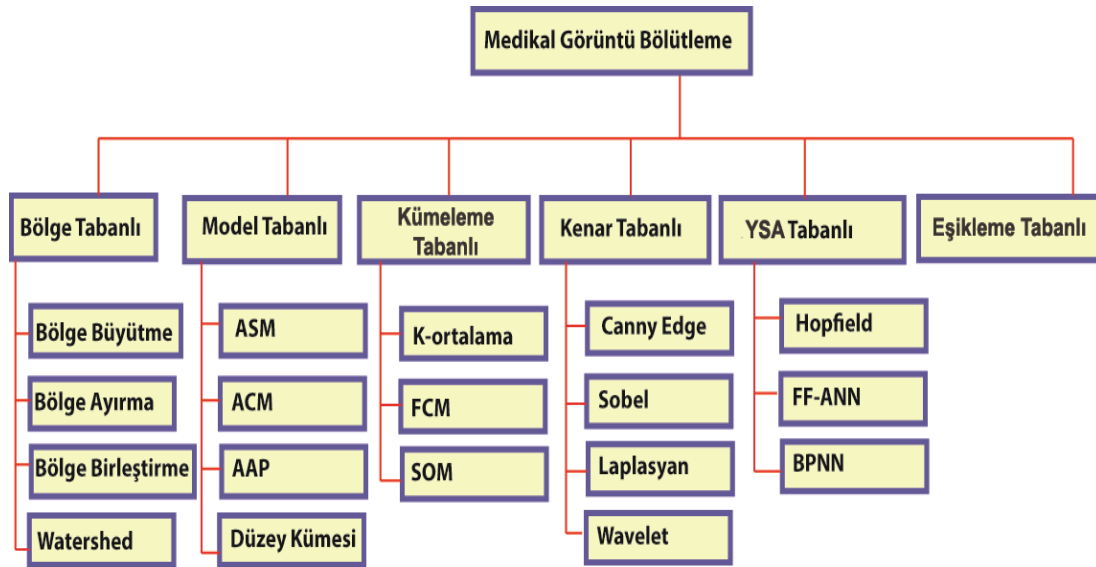 Medikal Görüntü Bölütleme
Bölge Tabanlı
Model Tabanlı
Kümeleme
Tabanlı
Kenar Tabanlı
YSA Tabanlı
Eşikleme Tabanlı
Bölge Büyütme
Bölge Ayırma
Bölge Birleştirme
Watershed
ASM
ACM
AAP
Düzey Kümesi
K-ortalama
FCM
SOM
Canny Edge
Sobel
Laplasyan
Wavelet
Hopfield
FF-ANN
BPNN